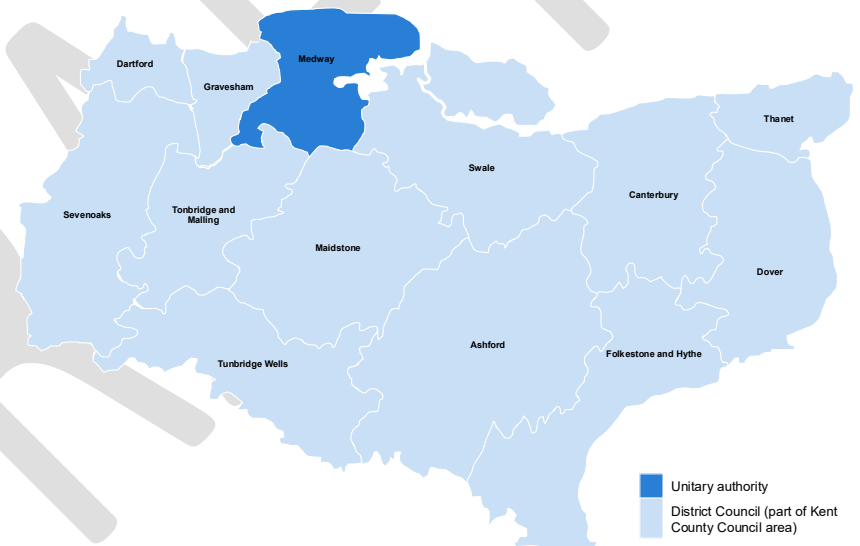 Medway
Dartford
Gravesham
Thanet
Swale
Canterbury
Sevenoaks
Tonbridge and
Malling
Maidstone
Dover
Ashford
Folkestone and Hythe
Tunbridge Wells
Unitary authority
District Council (part of Kent
County Council area)